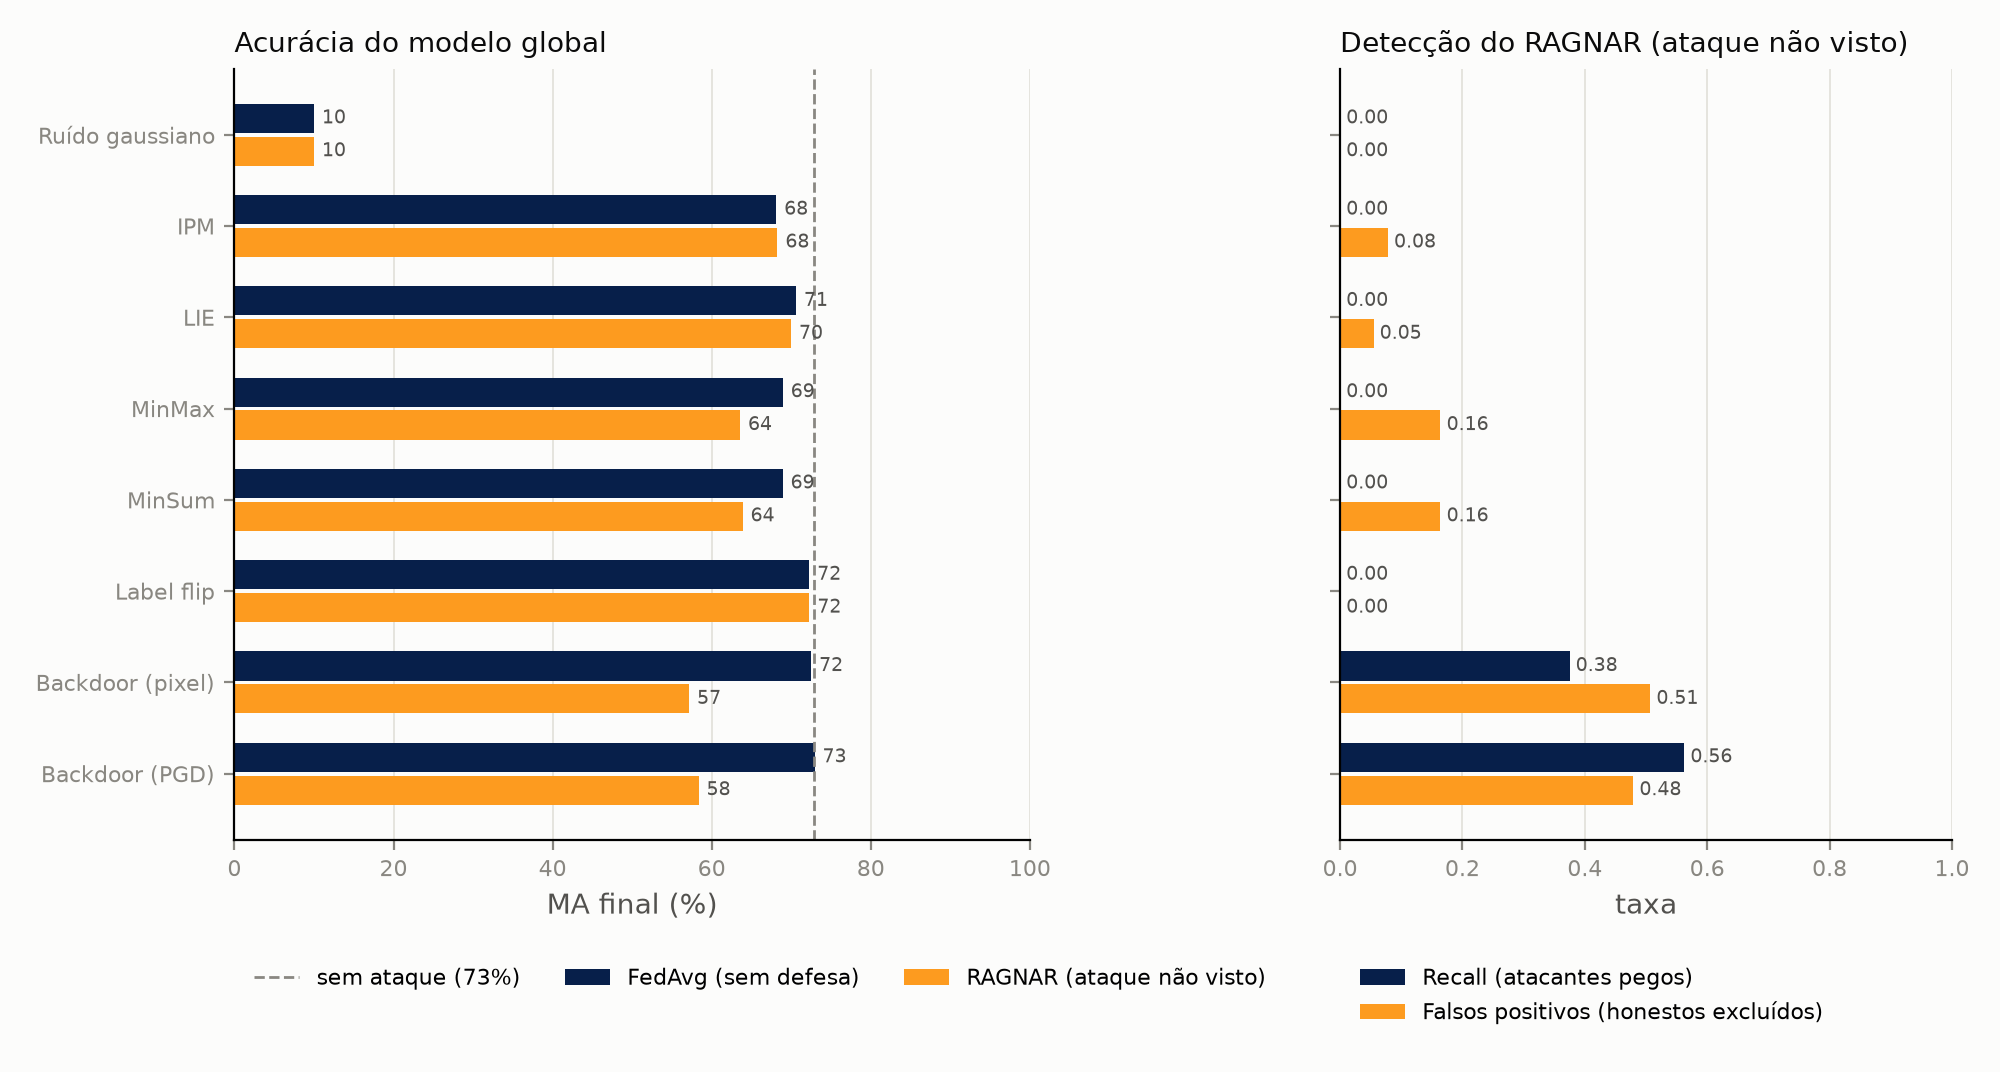 Acurácia do modelo global
Ruído gaussiano
10
10
IPM
68
68
LIE
71
70
MinMax
69
64
MinSum
69
64
Label flip
72
72
Backdoor (pixel)
72
57
Backdoor (PGD)
73
58
0 20 40 60 80 100
MA final (%)
sem ataque (73%) FedAvg (sem defesa) RAGNAR (ataque não visto)
Detecção do RAGNAR (ataque não visto)
0.00
0.00
0.00
0.08
0.00
0.05
0.00
0.16
0.00
0.16
0.00
0.00
0.38
0.51
0.56
0.48
0.0 0.2 0.4 0.6 0.8 1.0
taxa
Recall (atacantes pegos)
Falsos positivos (honestos excluídos)